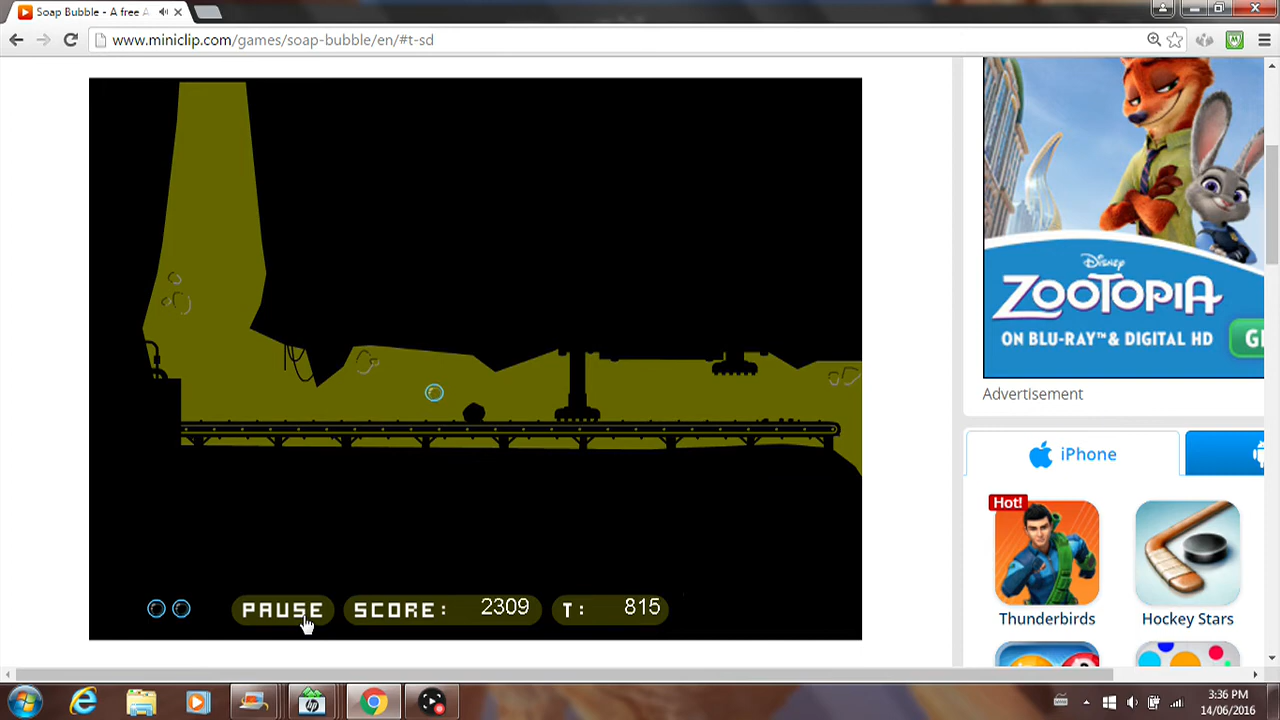 Soap Bubble - A free A
www.miniclip.com/games/soap-bubble/en/#t-sd
DISNEY
ZOOTOPIA
ON BLU-RAY™ & DIGITAL HD
G
Advertisement
iPhone
Hot!
Thunderbirds
Hockey Stars
PAUSE
SCORE: 2309
T: 815
hp
3:36 PM
14/06/2016